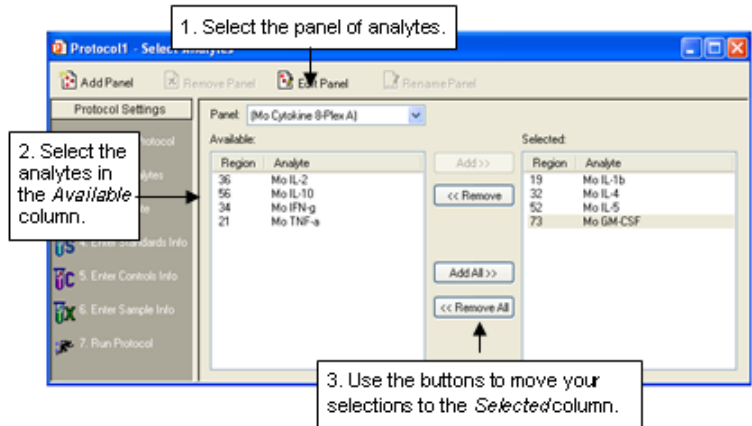 1. Select the panel of analytes.
Protocol1 - Select Analytes
Add Panel Remove Panel Edit Panel Rename Panel
Protocol Settings
Panel: (Mo Cytokine 8-Plex A)
Available:
Selected:
Region Analyte
36 Mo IL-2
56 Mo IL-10
34 Mo IFN-g
21 Mo TNF-a
Add >>
<< Remove
Add All >>
<< Remove All
Region Analyte
19 Mo IL-1b
32 Mo IL-4
52 Mo IL-5
73 Mo GM-CSF
2. Select the
analytes in
the Available
column.
Protocol
4. Enter Standards Info
5. Enter Controls Info
6. Enter Sample Info
7. Run Protocol
3. Use the buttons to move your
selections to the Selected column.